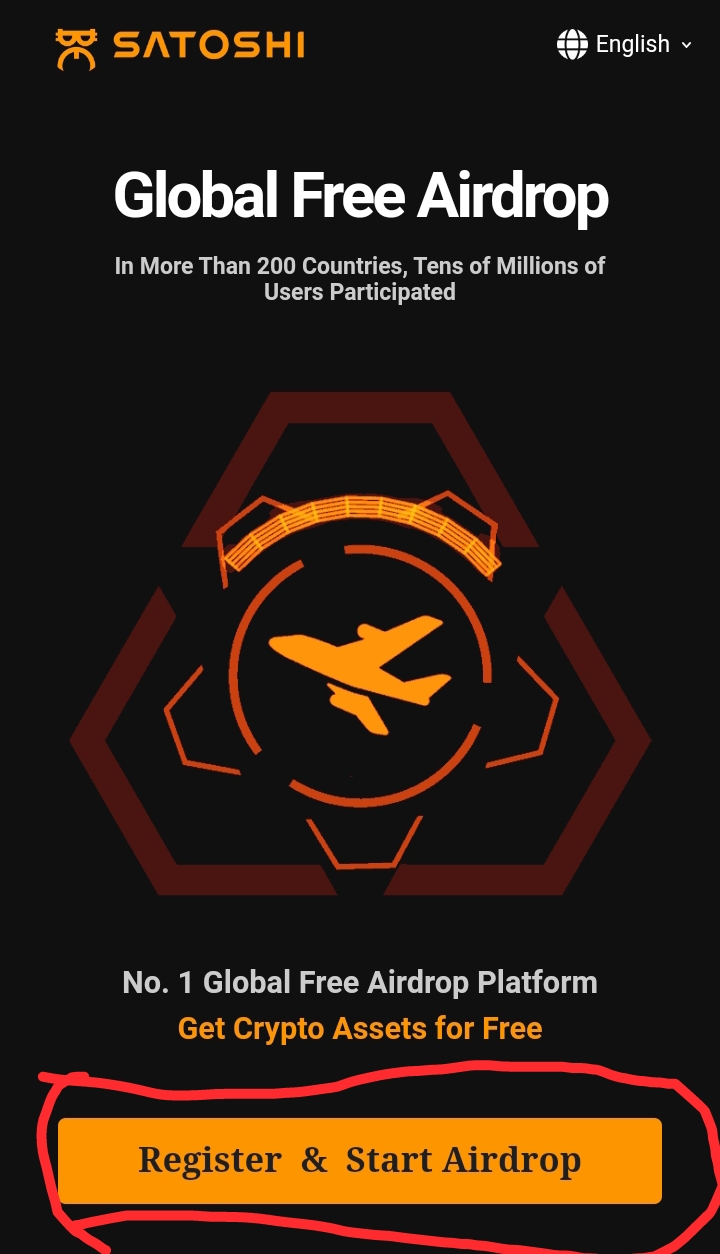 SATOSHI
English
Global Free Airdrop
In More Than 200 Countries, Tens of Millions of
Users Participated
No. 1 Global Free Airdrop Platform
Get Crypto Assets for Free
Register & Start Airdrop